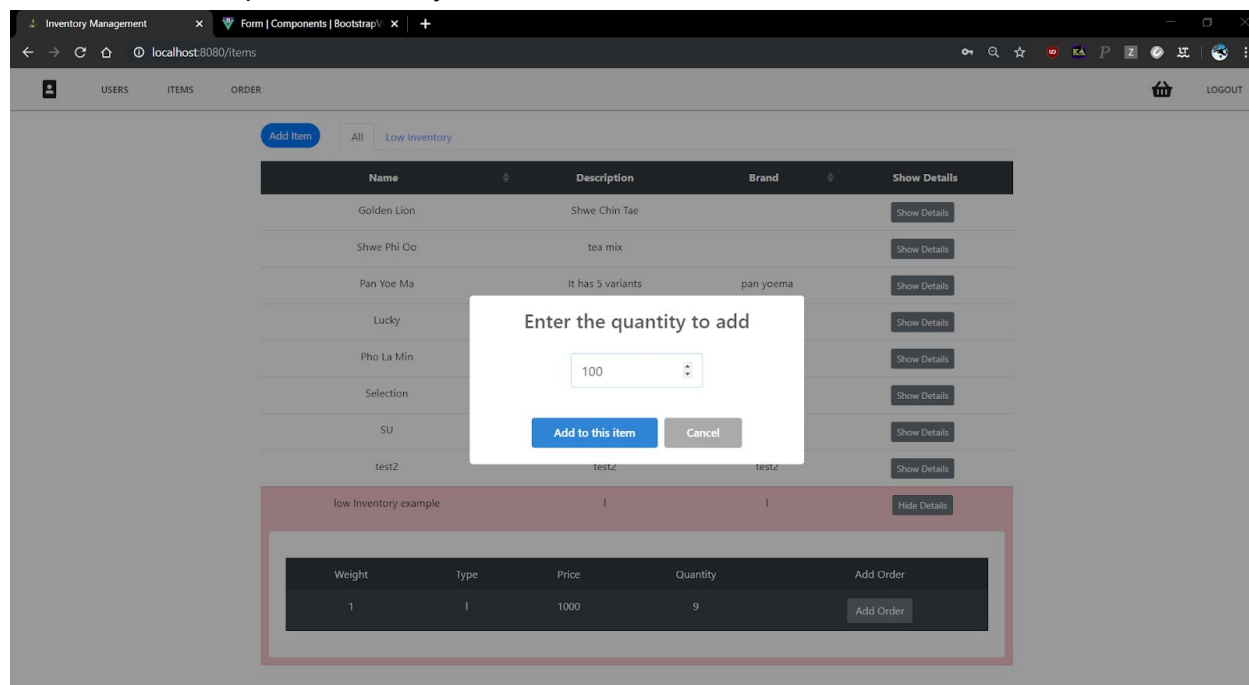 Inventory Management
Form | Components | BootstrapV
localhost:8080/items
USERS ITEMS ORDER LOGOUT
Add Item All Low Inventory
Name Description Brand Show Details
Golden Lion Shwe Chin Tae Show Details
Shwe Phi Oo tea mix Show Details
Pan Yoe Ma It has 5 variants pan yoema Show Details
Lucky Show Details
Pho La Min Show Details
Selection Show Details
SU Show Details
test2 test2 test2 Show Details
low Inventory example l l Hide Details
Enter the quantity to add
100
Add to this item Cancel
Weight Type Price Quantity Add Order
1 l 1000 9 Add Order